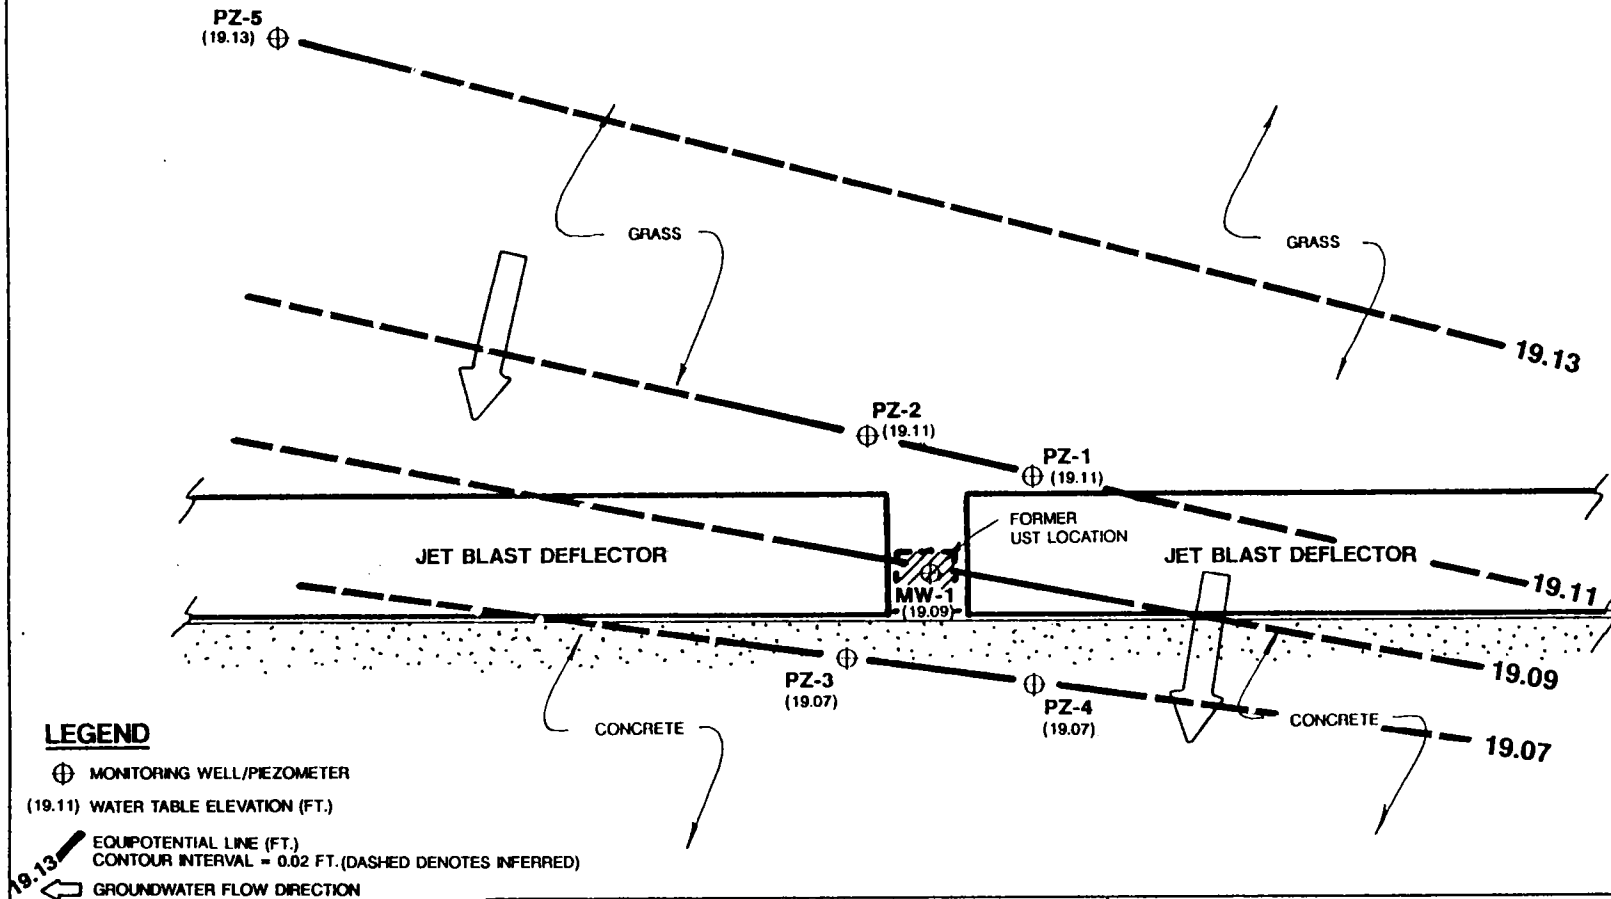 PZ-5
(19.13)
GRASS
GRASS
19.13
PZ-2
(19.11)
PZ-1
(19.11)
FORMER
UST LOCATION
JET BLAST DEFLECTOR
JET BLAST DEFLECTOR
MW-1
(19.09)
19.11
19.09
PZ-3
(19.07)
PZ-4
(19.07)
CONCRETE
CONCRETE
19.07
LEGEND
MONITORING WELL/PIEZOMETER
(19.11) WATER TABLE ELEVATION (FT.)
19.13 EQUIPOTENTIAL LINE (FT.)
CONTOUR INTERVAL = 0.02 FT. (DASHED DENOTES INFERRED)
GROUNDWATER FLOW DIRECTION